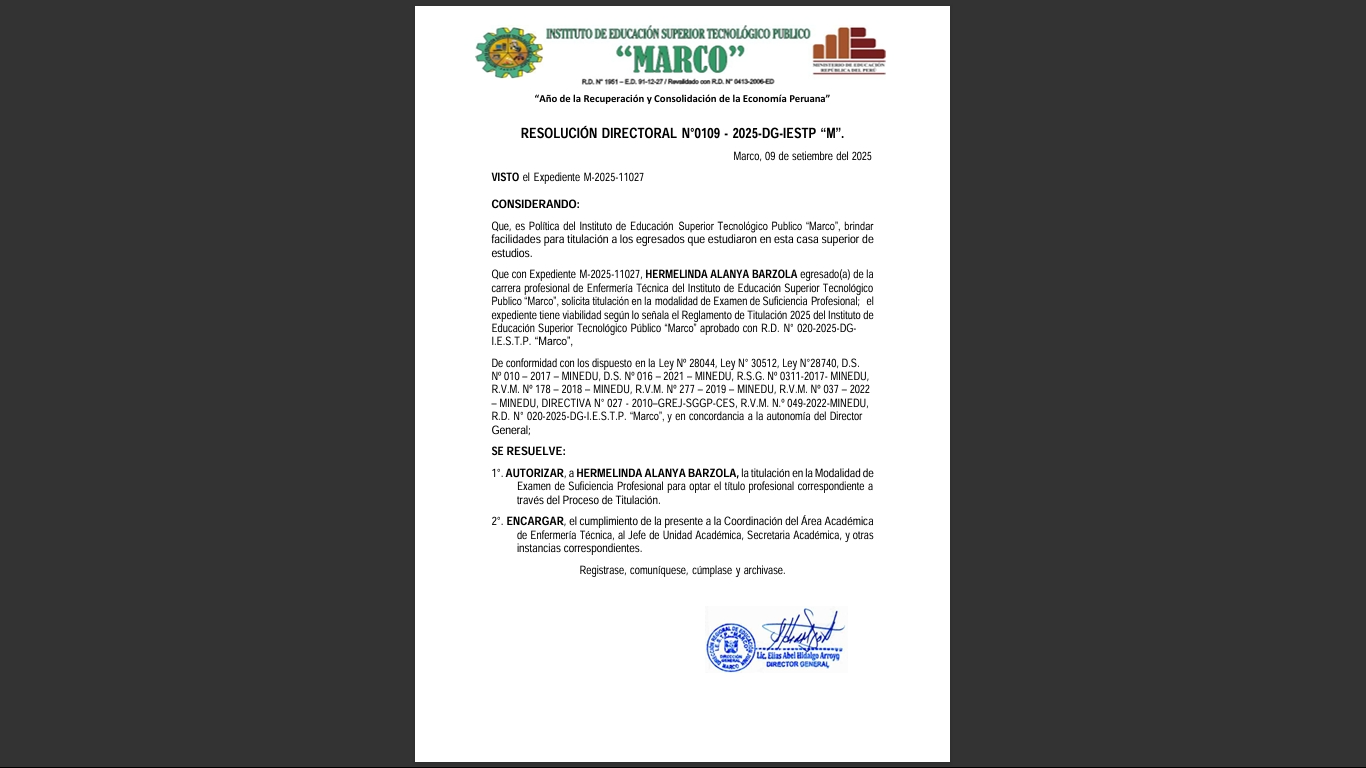 INSTITUTO DE EDUCACIÓN SUPERIOR TECNOLÓGICO PUBLICO
“MARCO”
R.D. N° 1951 – E.D. 91-12-27 / Revalidado con R.D. N° 0413-2006-ED
MINISTERIO DE EDUCACIÓN
REPÚBLICA DEL PERÚ
“Año de la Recuperación y Consolidación de la Economía Peruana”
RESOLUCIÓN DIRECTORAL N°0109 - 2025-DG-IESTP “M”.
Marco, 09 de setiembre del 2025
VISTO el Expediente M-2025-11027
CONSIDERANDO:
Que, es Política del Instituto de Educación Superior Tecnológico Publico “Marco”, brindar
facilidades para titulación a los egresados que estudiaron en esta casa superior de
estudios.
Que con Expediente M-2025-11027, HERMELINDA ALANYA BARZOLA egresado(a) de la
carrera profesional de Enfermería Técnica del Instituto de Educación Superior Tecnológico
Publico “Marco”, solicita titulación en la modalidad de Examen de Suficiencia Profesional; el
expediente tiene viabilidad según lo señala el Reglamento de Titulación 2025 del Instituto de
Educación Superior Tecnológico Público “Marco” aprobado con R.D. N° 020-2025-DG-
I.E.S.T.P. “Marco”,
De conformidad con los dispuesto en la Ley Nº 28044, Ley N° 30512, Ley N°28740, D.S.
Nº 010 – 2017 – MINEDU, D.S. Nº 016 – 2021 – MINEDU, R.S.G. Nº 0311-2017- MINEDU,
R.V.M. Nº 178 – 2018 – MINEDU, R.V.M. Nº 277 – 2019 – MINEDU, R.V.M. Nº 037 – 2022
– MINEDU, DIRECTIVA N° 027 - 2010–GREJ-SGGP-CES, R.V.M. N.º 049-2022-MINEDU,
R.D. N° 020-2025-DG-I.E.S.T.P. “Marco”, y en concordancia a la autonomía del Director
General;
SE RESUELVE:
1°. AUTORIZAR, a HERMELINDA ALANYA BARZOLA, la titulación en la Modalidad de
Examen de Suficiencia Profesional para optar el título profesional correspondiente a
través del Proceso de Titulación.
2°. ENCARGAR, el cumplimiento de la presente a la Coordinación del Área Académica
de Enfermería Técnica, al Jefe de Unidad Académica, Secretaria Académica, y otras
instancias correspondientes.
Registrase, comuníquese, cúmplase y archivase.
DIRECCIÓN
GENERAL
MARCO
Lic. Elias Abel Hidalgo Arroyo
DIRECTOR GENERAL